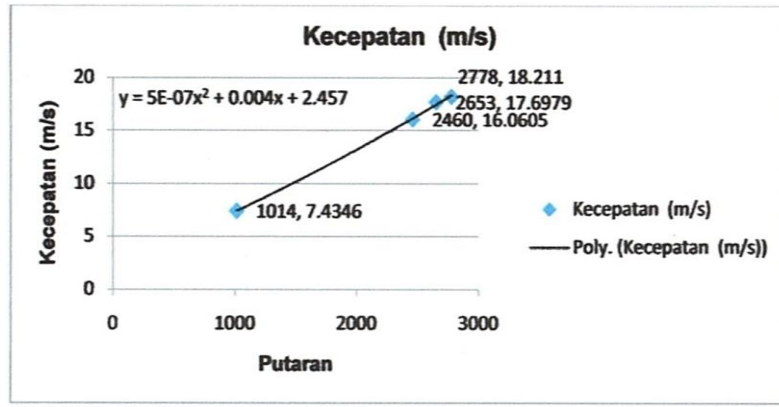 Kecepatan (m/s)
Kecepatan (m/s)
20
15
10
5
0
y = 5E-07x² + 0.004x + 2.457
2778, 18.211
2653, 17.6979
2460, 16.0605
1014, 7.4346
0 1000 2000 3000
Putaran
Kecepatan (m/s)
Poly. (Kecepatan (m/s))